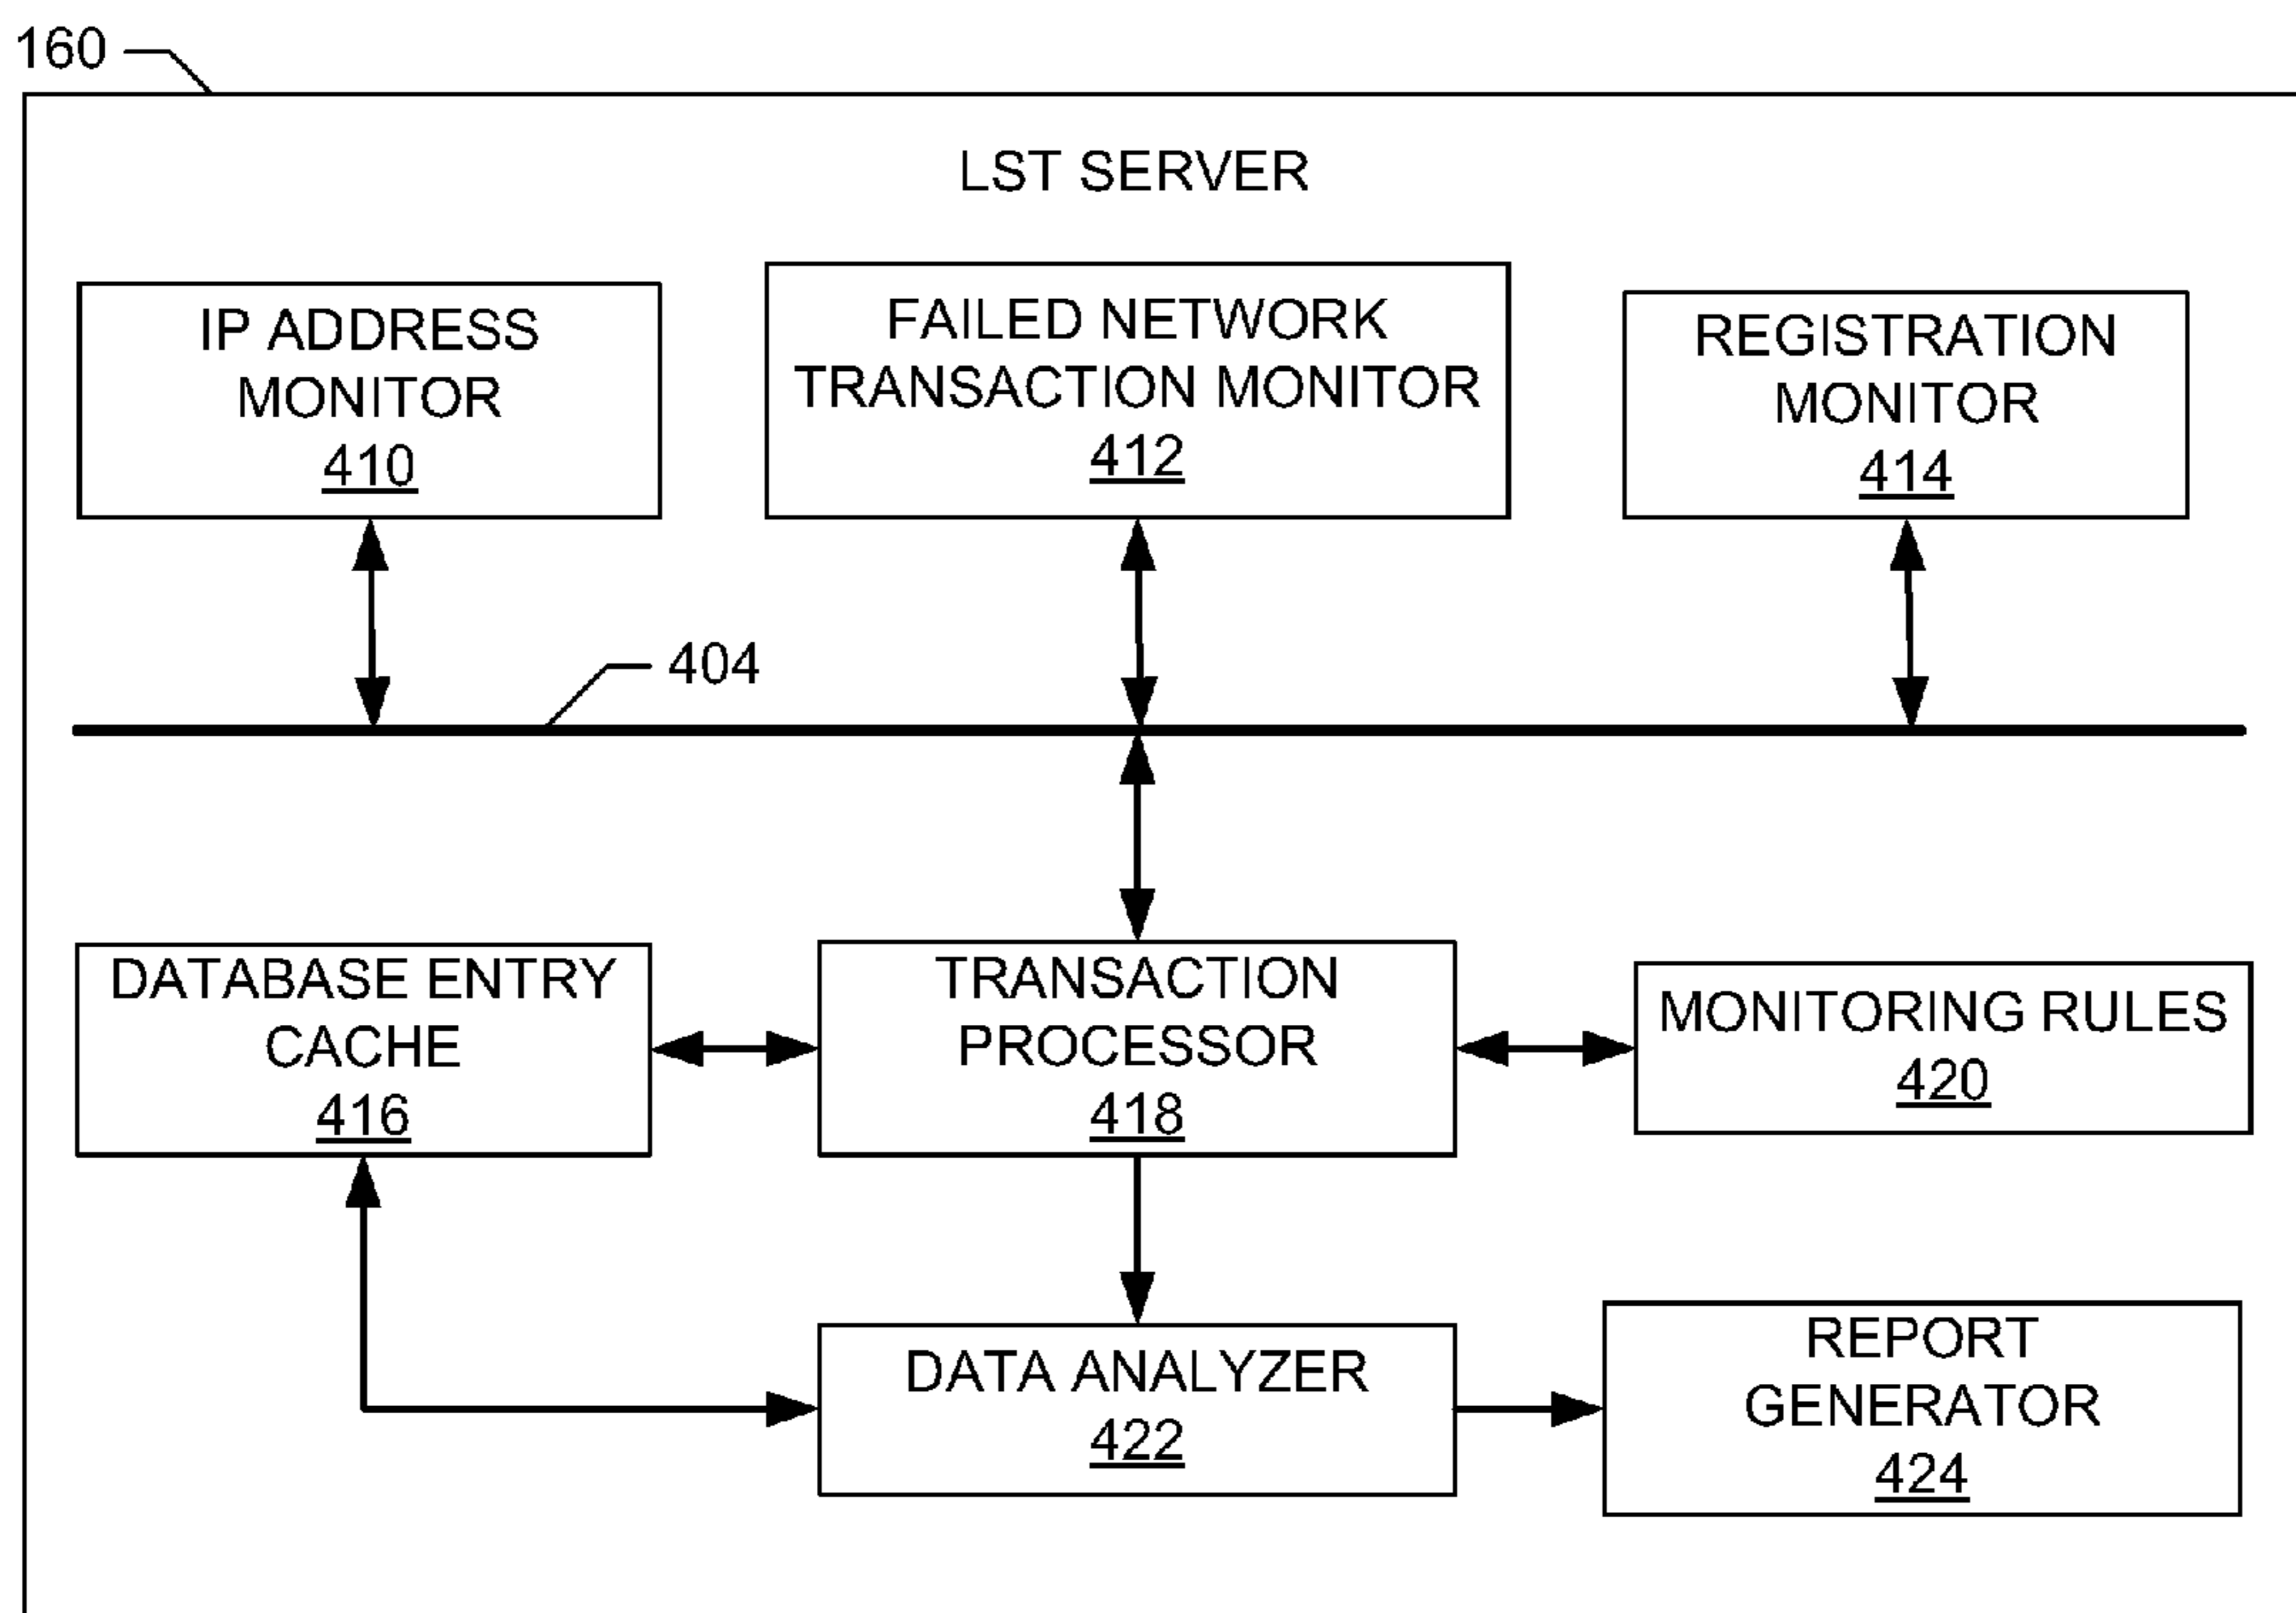 160
LST SERVER
IP ADDRESS
MONITOR
410
FAILED NETWORK
TRANSACTION MONITOR
412
REGISTRATION
MONITOR
414
404
DATABASE ENTRY
CACHE
416
TRANSACTION
PROCESSOR
418
MONITORING RULES
420
DATA ANALYZER
422
REPORT
GENERATOR
424